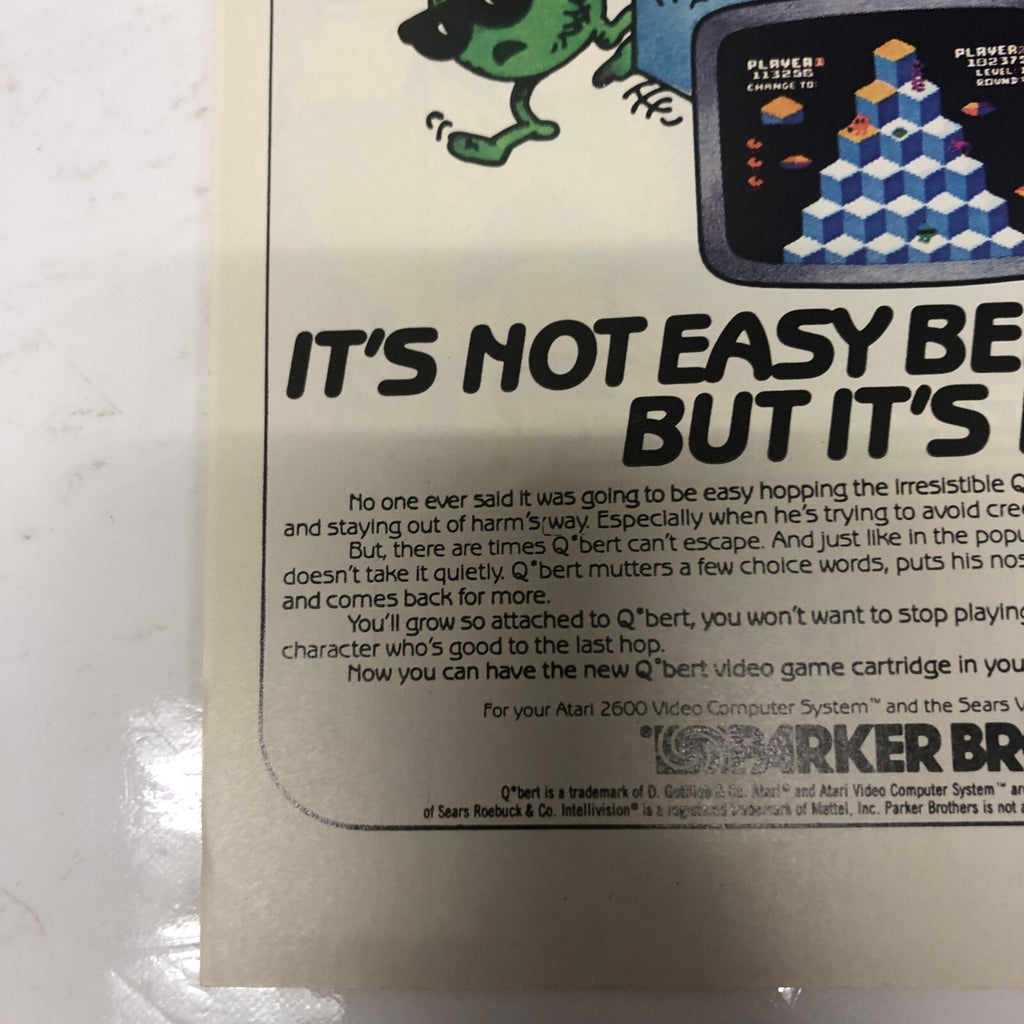 PLAYER1
113256
CHANGE TO:
PLAYER2
182375
LEVEL
ROUND
IT'S NOT EASY BE
BUT IT'S
No one ever said it was going to be easy hopping the irresistible Q
and staying out of harm's way. Especially when he's trying to avoid cre
But, there are times Q*bert can't escape. And just like in the popu
doesn't take it quietly. Q*bert mutters a few choice words, puts his nos
and comes back for more.
You'll grow so attached to Q*bert, you won't want to stop playing
character who's good to the last hop.
Now you can have the new Q*bert video game cartridge in you
For your Atari 2600 Video Computer System™ and the Sears V
PARKER BRO
Q*bert is a trademark of D. Gottlieb & Co. Atari® and Atari Video Computer System™ ar
of Sears Roebuck & Co. Intellivision® is a registered trademark of Mattel, Inc. Parker Brothers is not a